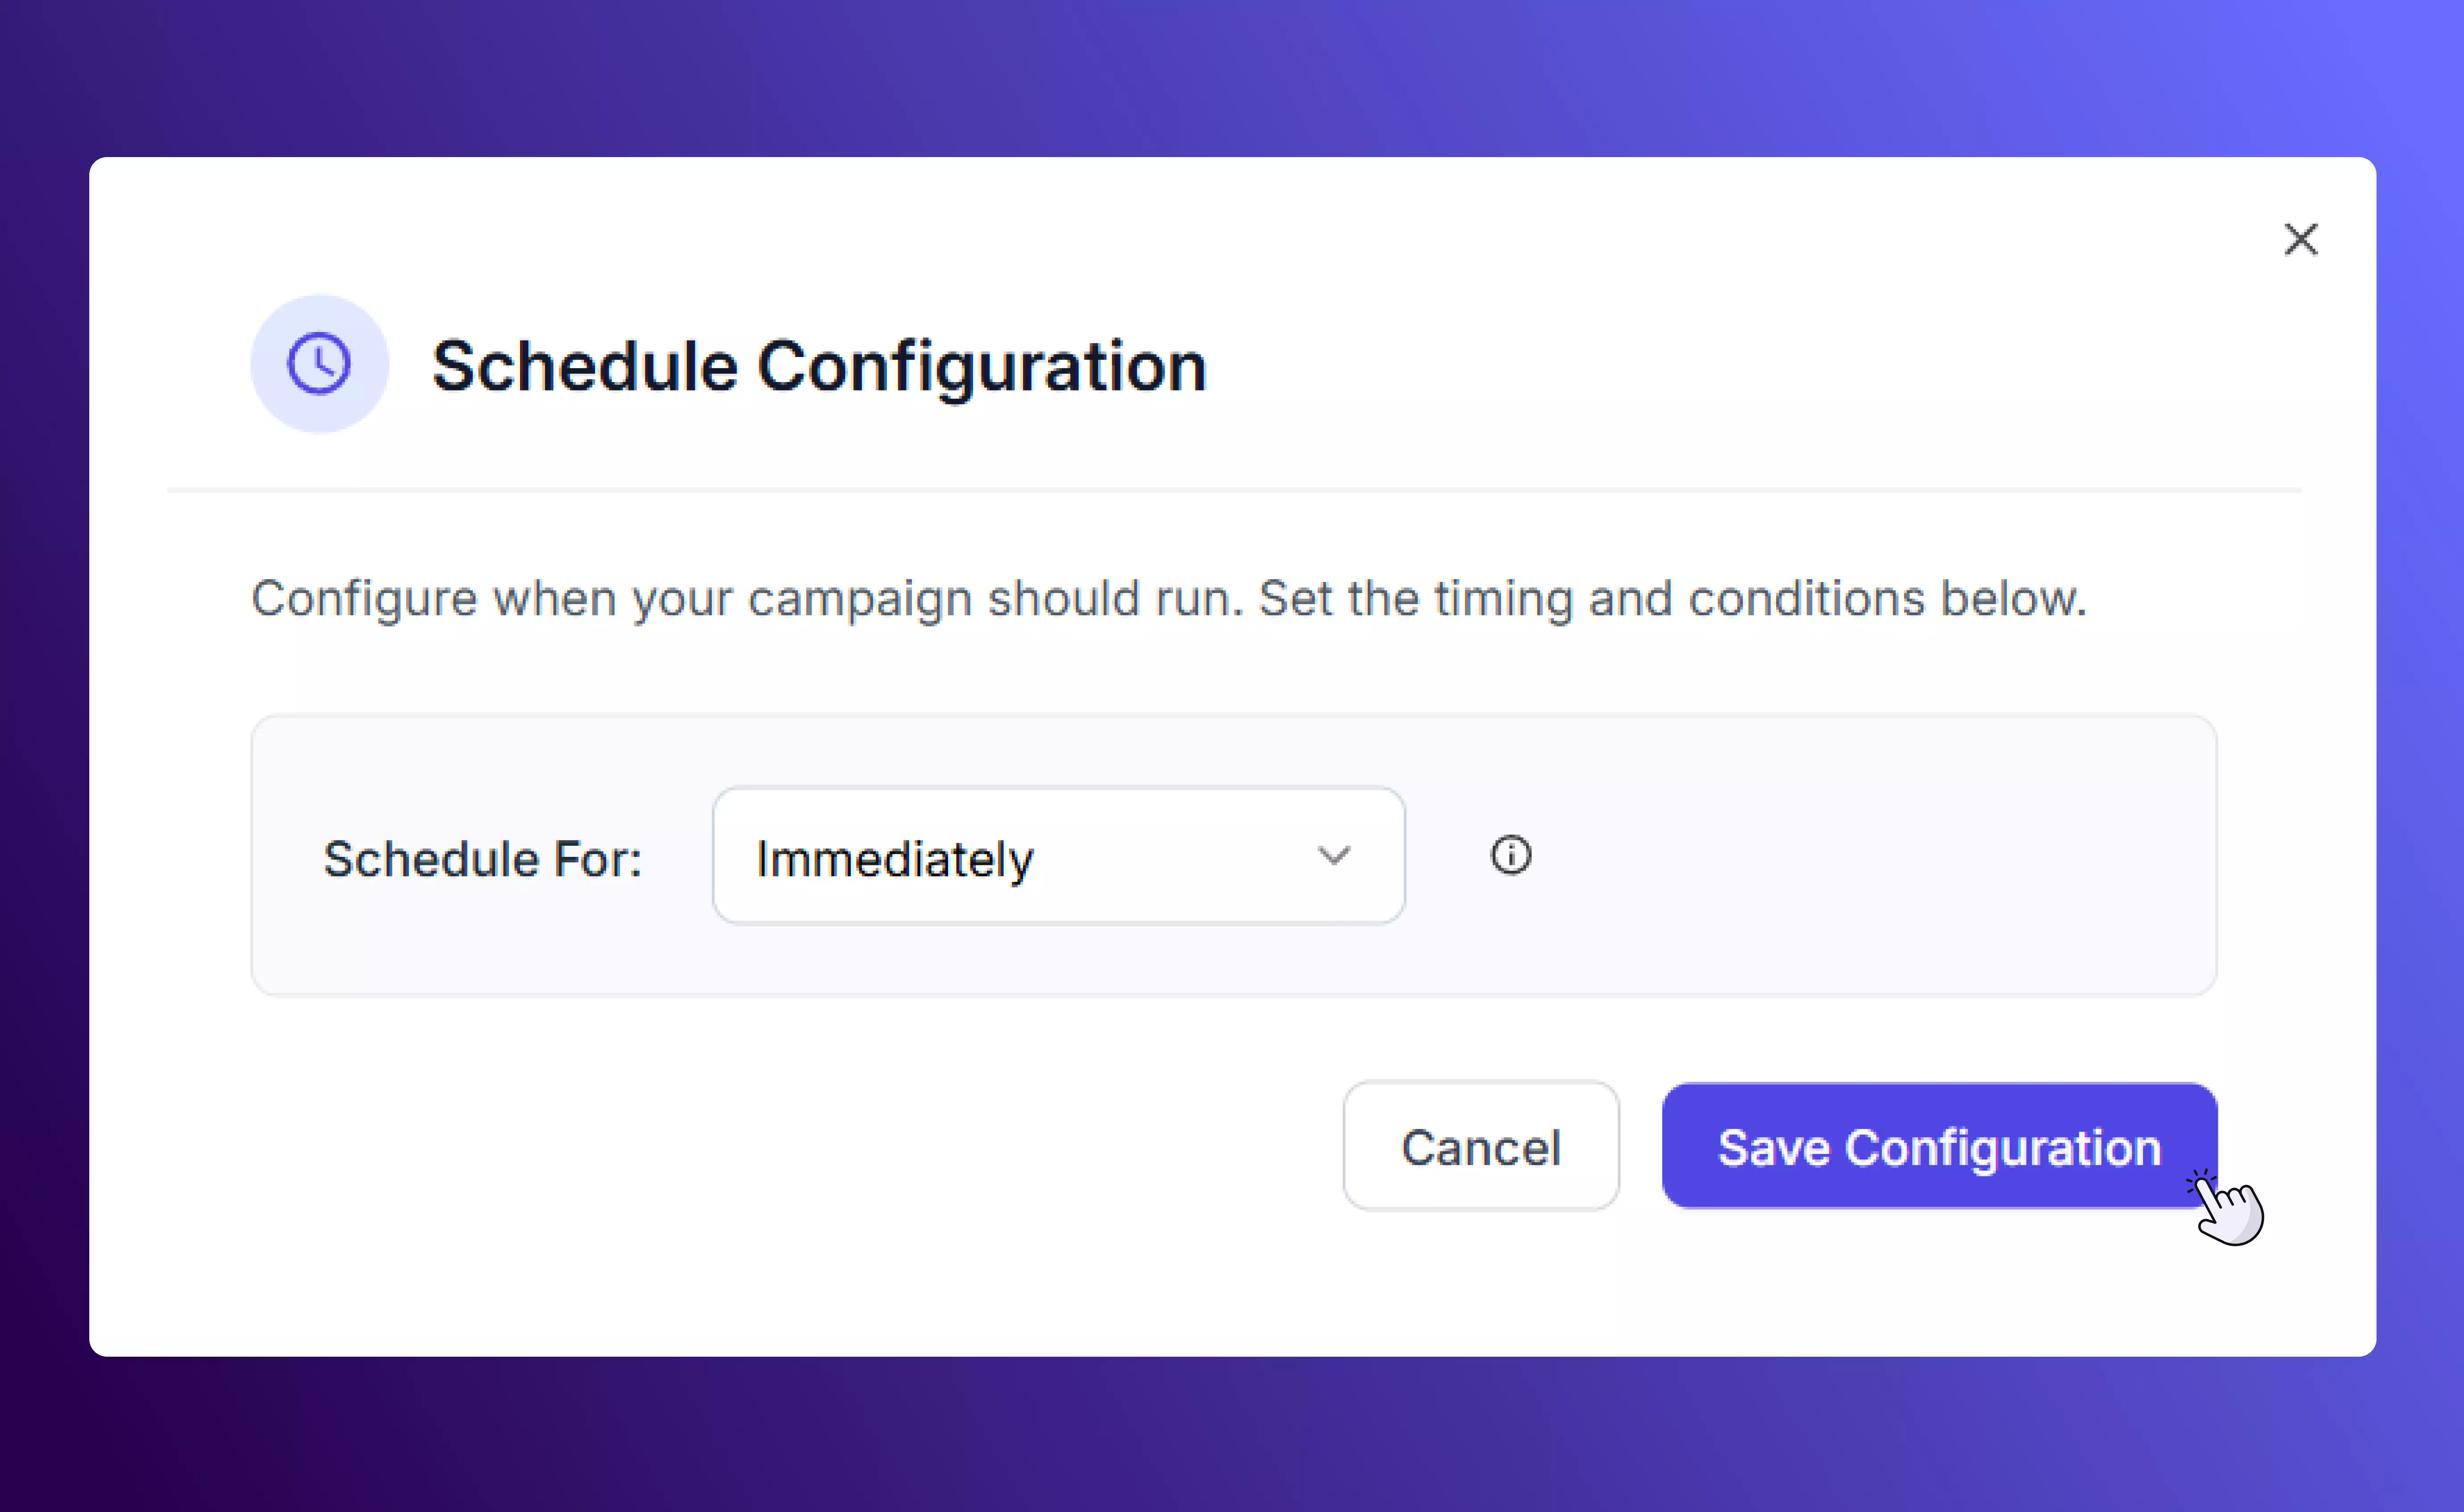 Schedule Configuration
Configure when your campaign should run. Set the timing and conditions below.
Schedule For:
Immediately
Cancel
Save Configuration